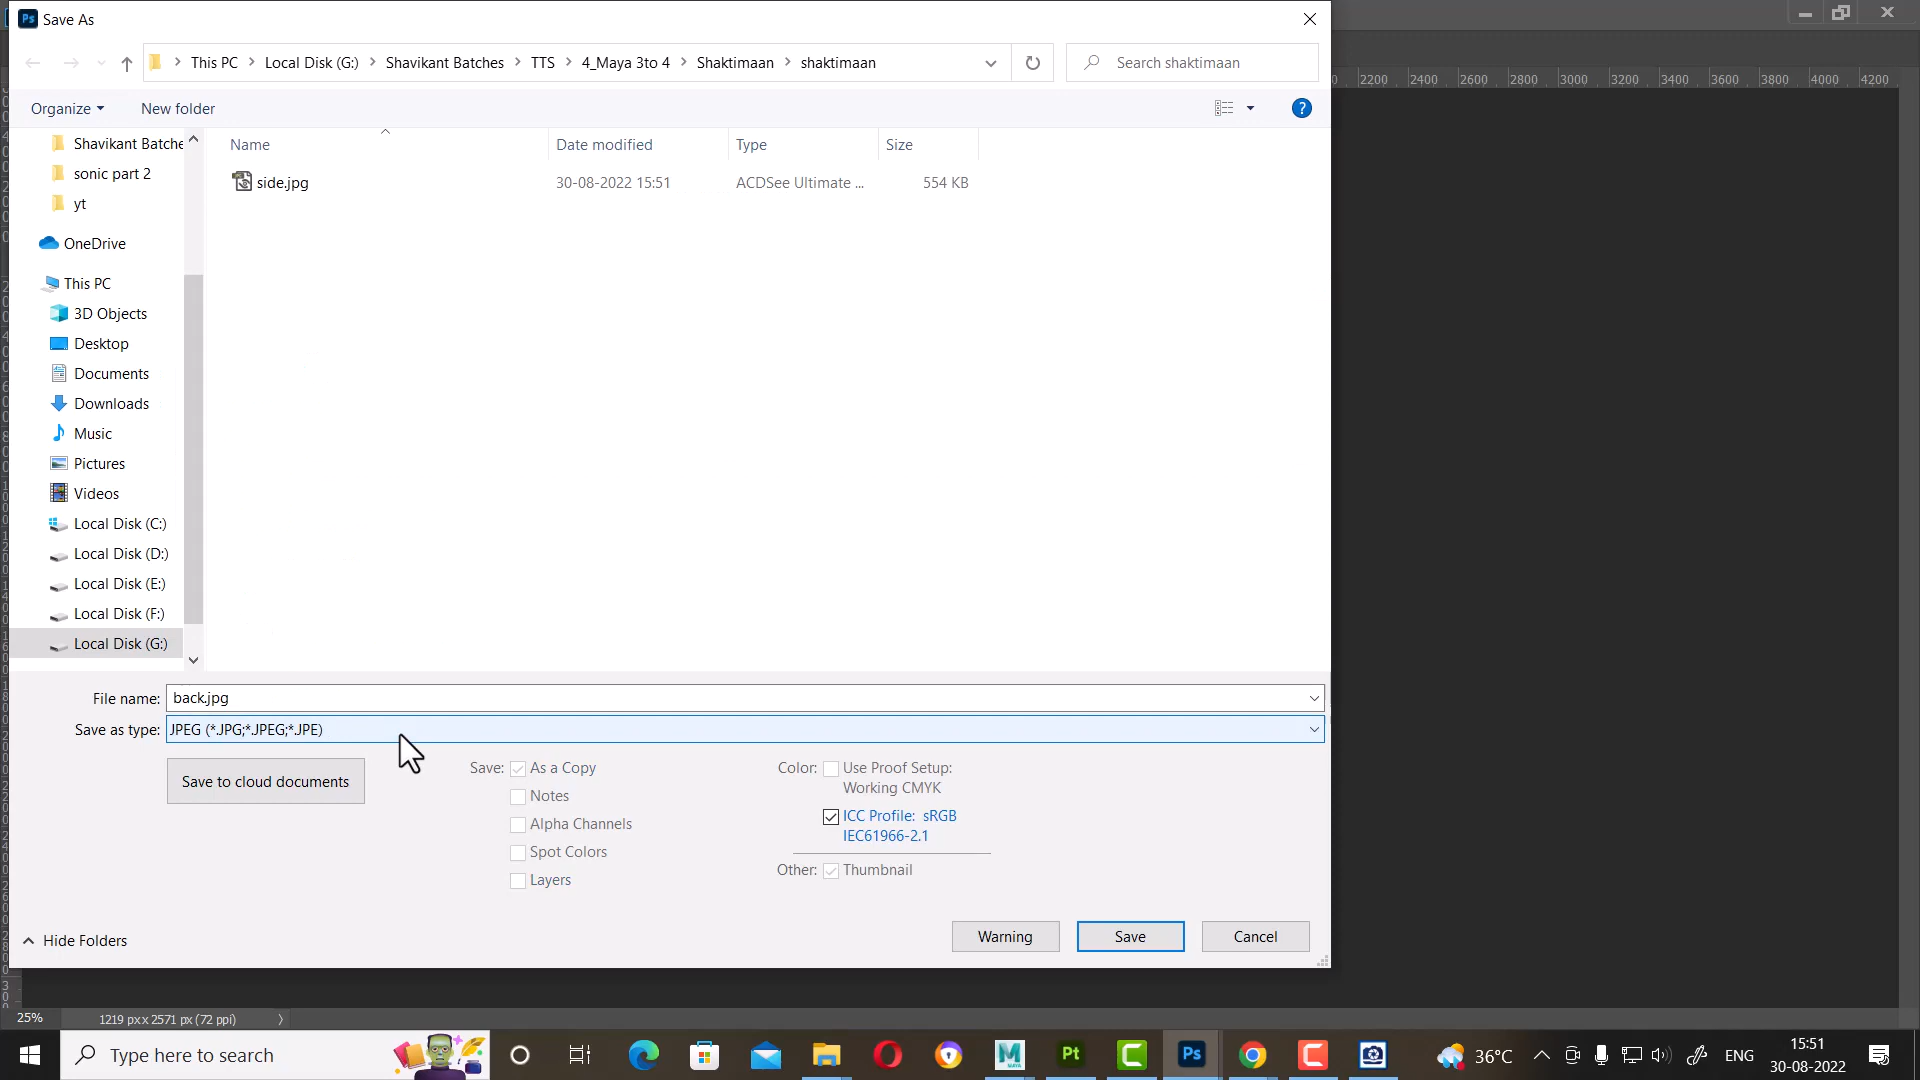 Ps Save As
This PC Local Disk (G:) Shavikant Batches TTS 4_Maya 3to 4 Shaktimaan shaktimaan
Search shaktimaan
Organize New folder
2200 2400 2600 2800 3000 3200 3400 3600 3800 4000 4200
Name Date modified Type Size
side.jpg 30-08-2022 15:51 ACDSee Ultimate ... 554 KB
Shavikant Batche
sonic part 2
yt
OneDrive
This PC
3D Objects
Desktop
Documents
Downloads
Music
Pictures
Videos
Local Disk (C:)
Local Disk (D:)
Local Disk (E:)
Local Disk (F:)
Local Disk (G:)
File name: back.jpg
Save as type: JPEG (*.JPG;*.JPEG;*.JPE)
Save to cloud documents
Save: As a Copy
Notes
Alpha Channels
Spot Colors
Layers
Color: Use Proof Setup:
Working CMYK
ICC Profile: sRGB
IEC61966-2.1
Other: Thumbnail
Hide Folders
Warning Save Cancel
25% 1219 px x 2571 px (72 ppi)
Type here to search
MAYA Pt Ps
36°C ENG 15:51
30-08-2022